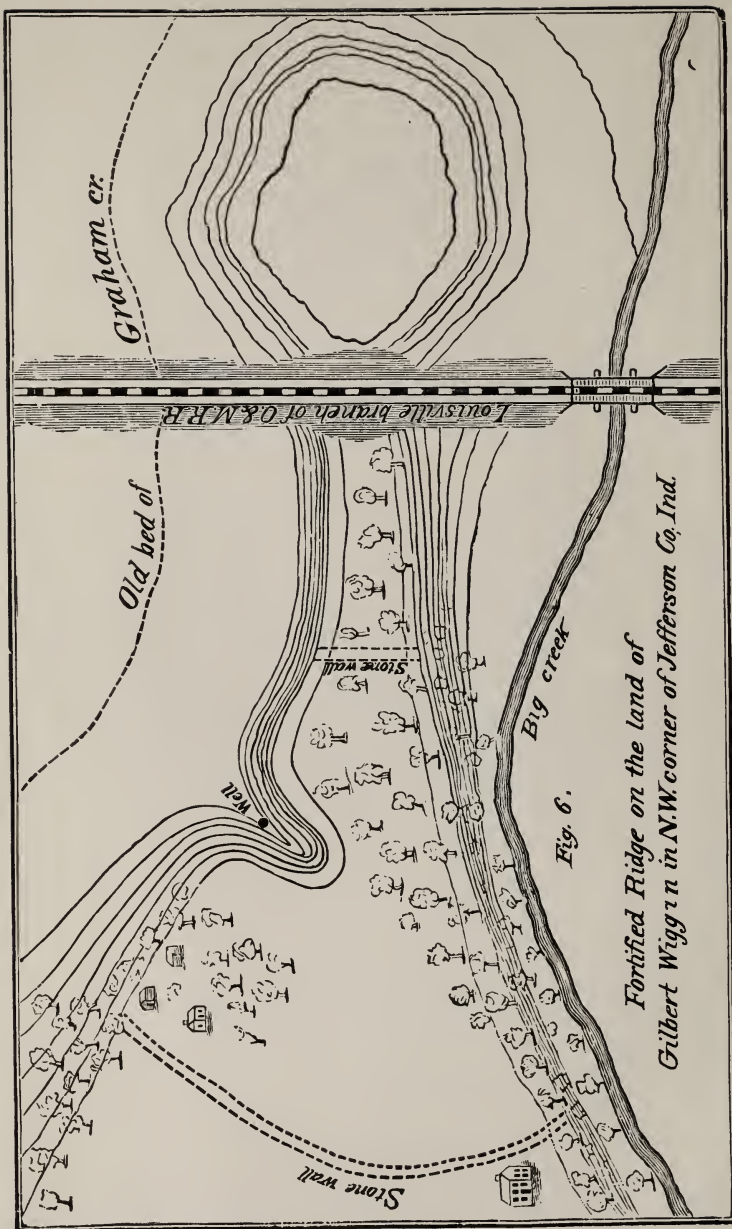 Graham cr.
Old bed of
Louisville branch of O&M.R.R.
Stone wall
Well
Big creek
Stone wall
Fig. 6.
Fortified Ridge on the land of
Gilbert Wiggin in N.W. corner of Jefferson Co, Ind.